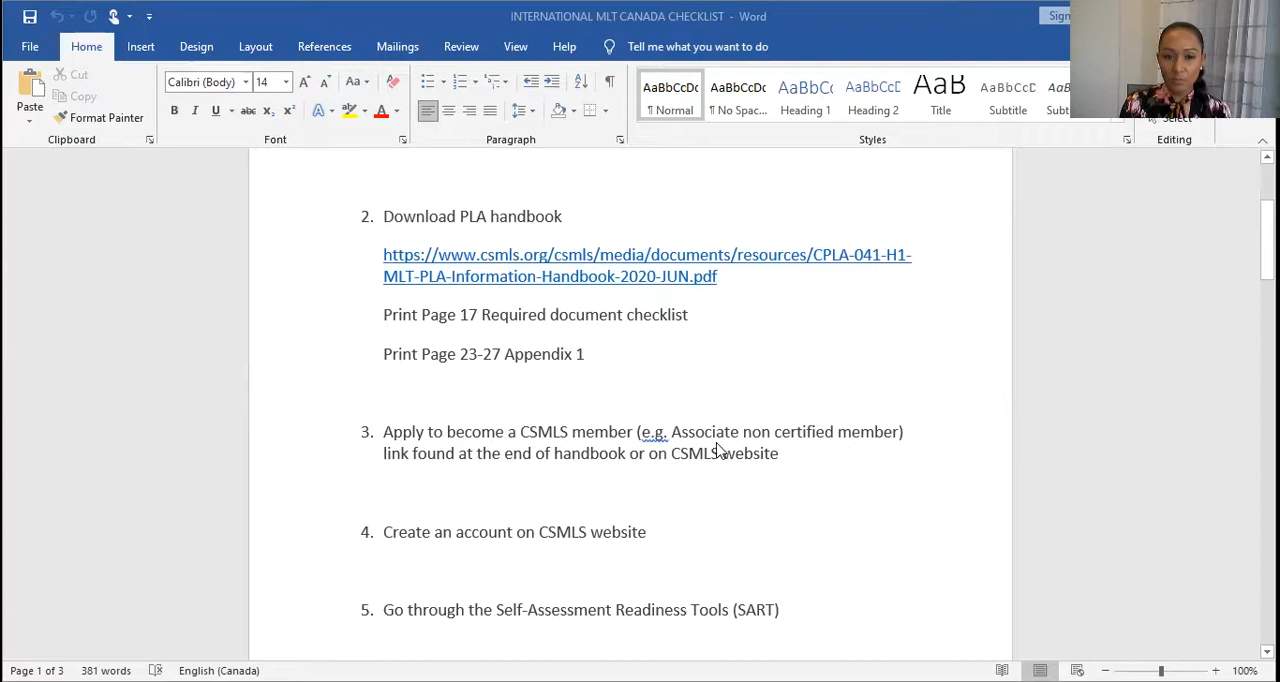 INTERNATIONAL MLT CANADA CHECKLIST - Word
Sign
File Home Insert Design Layout References Mailings Review View Help Tell me what you want to do
Paste
Cut
Copy
Format Painter
Clipboard
Calibri (Body) 14
Font
Paragraph
AaBbCcDc AaBbCcDc AaBbCc AaBbCcD AaB AaBbCcD
¶ Normal ¶ No Spac... Heading 1 Heading 2 Title Subtitle
Styles
Select
Editing
2. Download PLA handbook
https://www.csmls.org/csmls/media/documents/resources/CPLA-041-H1-
MLT-PLA-Information-Handbook-2020-JUN.pdf
Print Page 17 Required document checklist
Print Page 23-27 Appendix 1
3. Apply to become a CSMLS member (e.g. Associate non certified member)
link found at the end of handbook or on CSMLS website
4. Create an account on CSMLS website
5. Go through the Self-Assessment Readiness Tools (SART)
Page 1 of 3 381 words English (Canada) 100%